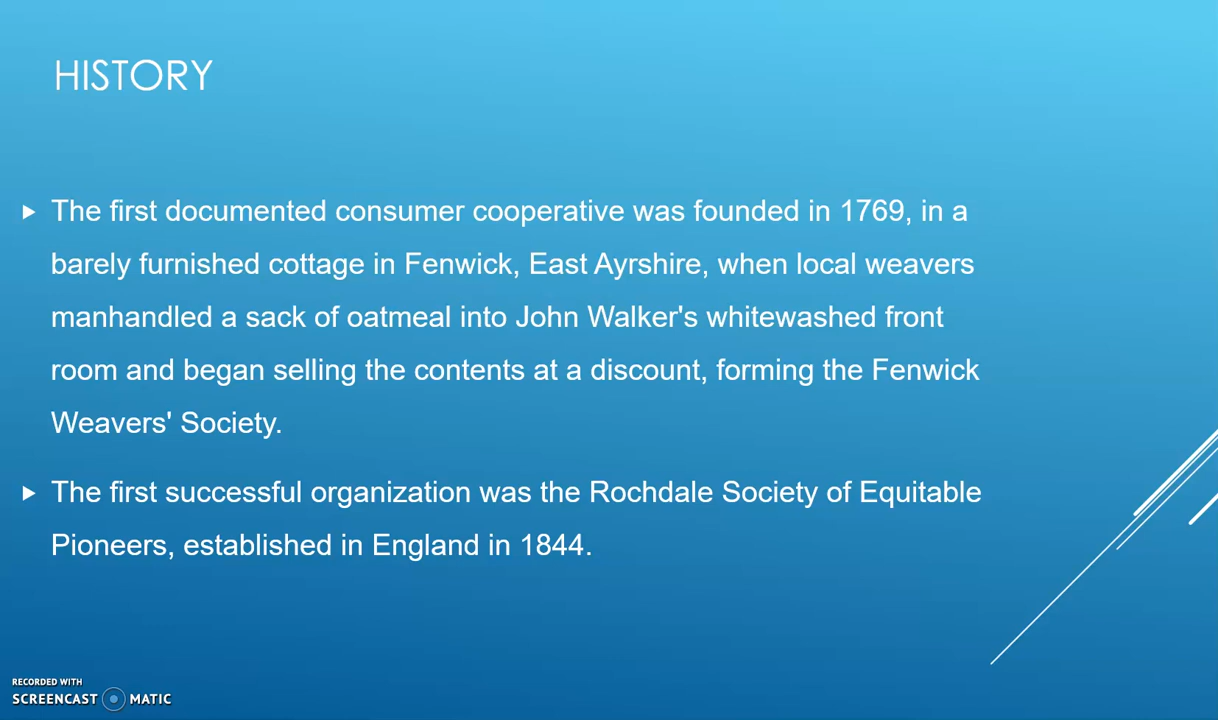 HISTORY
The first documented consumer cooperative was founded in 1769, in a
barely furnished cottage in Fenwick, East Ayrshire, when local weavers
manhandled a sack of oatmeal into John Walker's whitewashed front
room and began selling the contents at a discount, forming the Fenwick
Weavers' Society.
The first successful organization was the Rochdale Society of Equitable
Pioneers, established in England in 1844.
RECORDED WITH
SCREENCAST MATIC